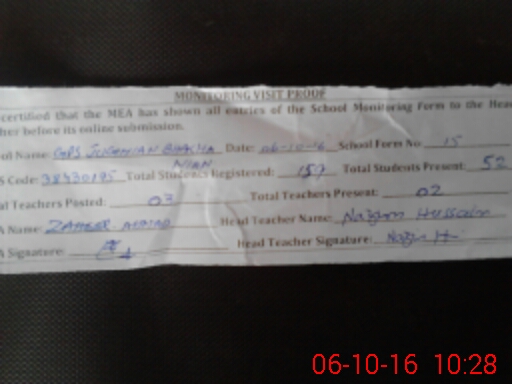 MONITORING VISIT PROOF
certified that the MEA has shown all entries of the School Monitoring Form to the Head
her before its online submission.
ol Name: GPS Date: 06-10-16 School Form No 15
NIAN
S Code: Total Students Registered: 157 Total Students Present: 52
al Teachers Posted: 03 Total Teachers Present: 02
A Name: ZAHEER AHMAD Head Teacher Name: Nazam Hussain
A Signature: Head Teacher Signature:
06-10-16 10:28